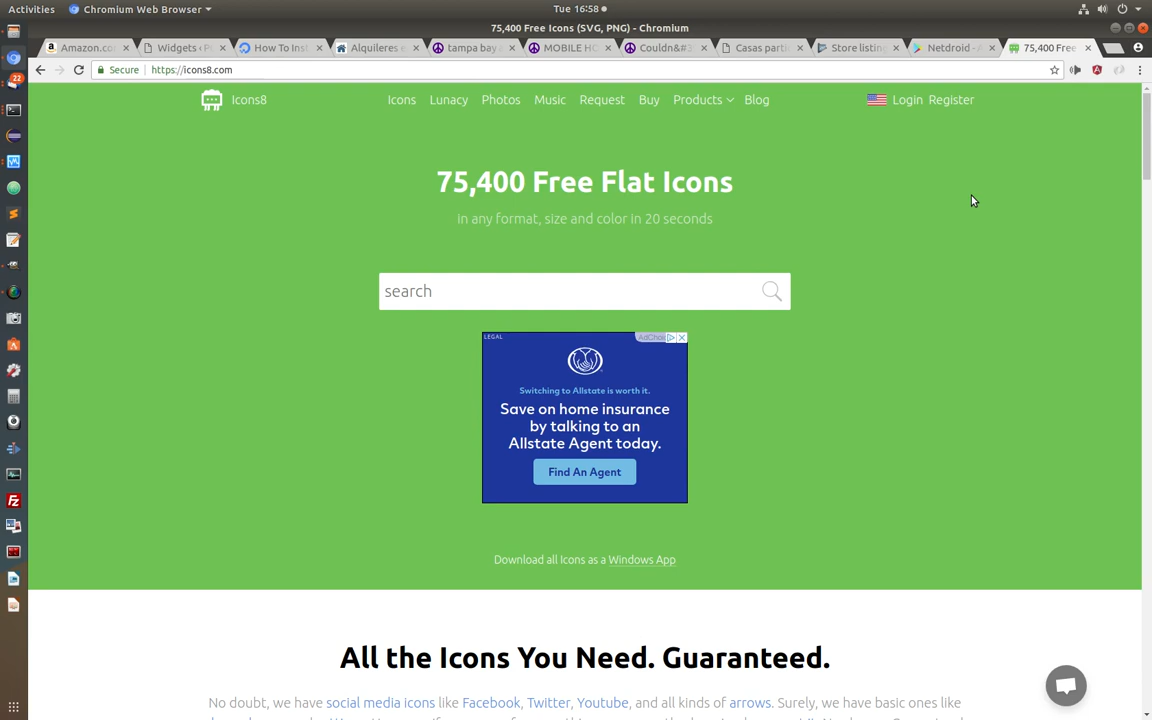 Activities
Chromium Web Browser
Tue 16:58
75,400 Free Icons (SVG, PNG) - Chromium
Amazon.co
Widgets ‹ P
How To Inst
Alquileres e
tampa bay
MOBILE HO
Couldn&#3
Casas parti
Store listing
Netdroid - A
75,400 Free
Secure
https://icons8.com
22
Icons8
Icons
Lunacy
Photos
Music
Request
Buy
Products
Blog
Login
Register
75,400 Free Flat Icons
in any format, size and color in 20 seconds
search
LEGAL
AdChoi
Switching to Allstate is worth it.
Save on home insurance
by talking to an
Allstate Agent today.
Find An Agent
Download all Icons as a Windows App
All the Icons You Need. Guaranteed.
No doubt, we have social media icons like Facebook, Twitter, Youtube, and all kinds of arrows. Surely, we have basic ones like